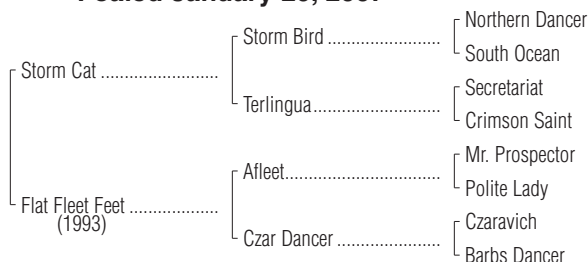 Foaled January
Northern Dancer
Storm Bird ........................
South Ocean
Storm Cat .........................
Secretariat
Terlingua............................
Crimson Saint
Mr. Prospector
Afleet.................................
Polite Lady
Flat Fleet Feet ...................
(1993)
Czaravich
Czar Dancer ......................
Barbs Dancer